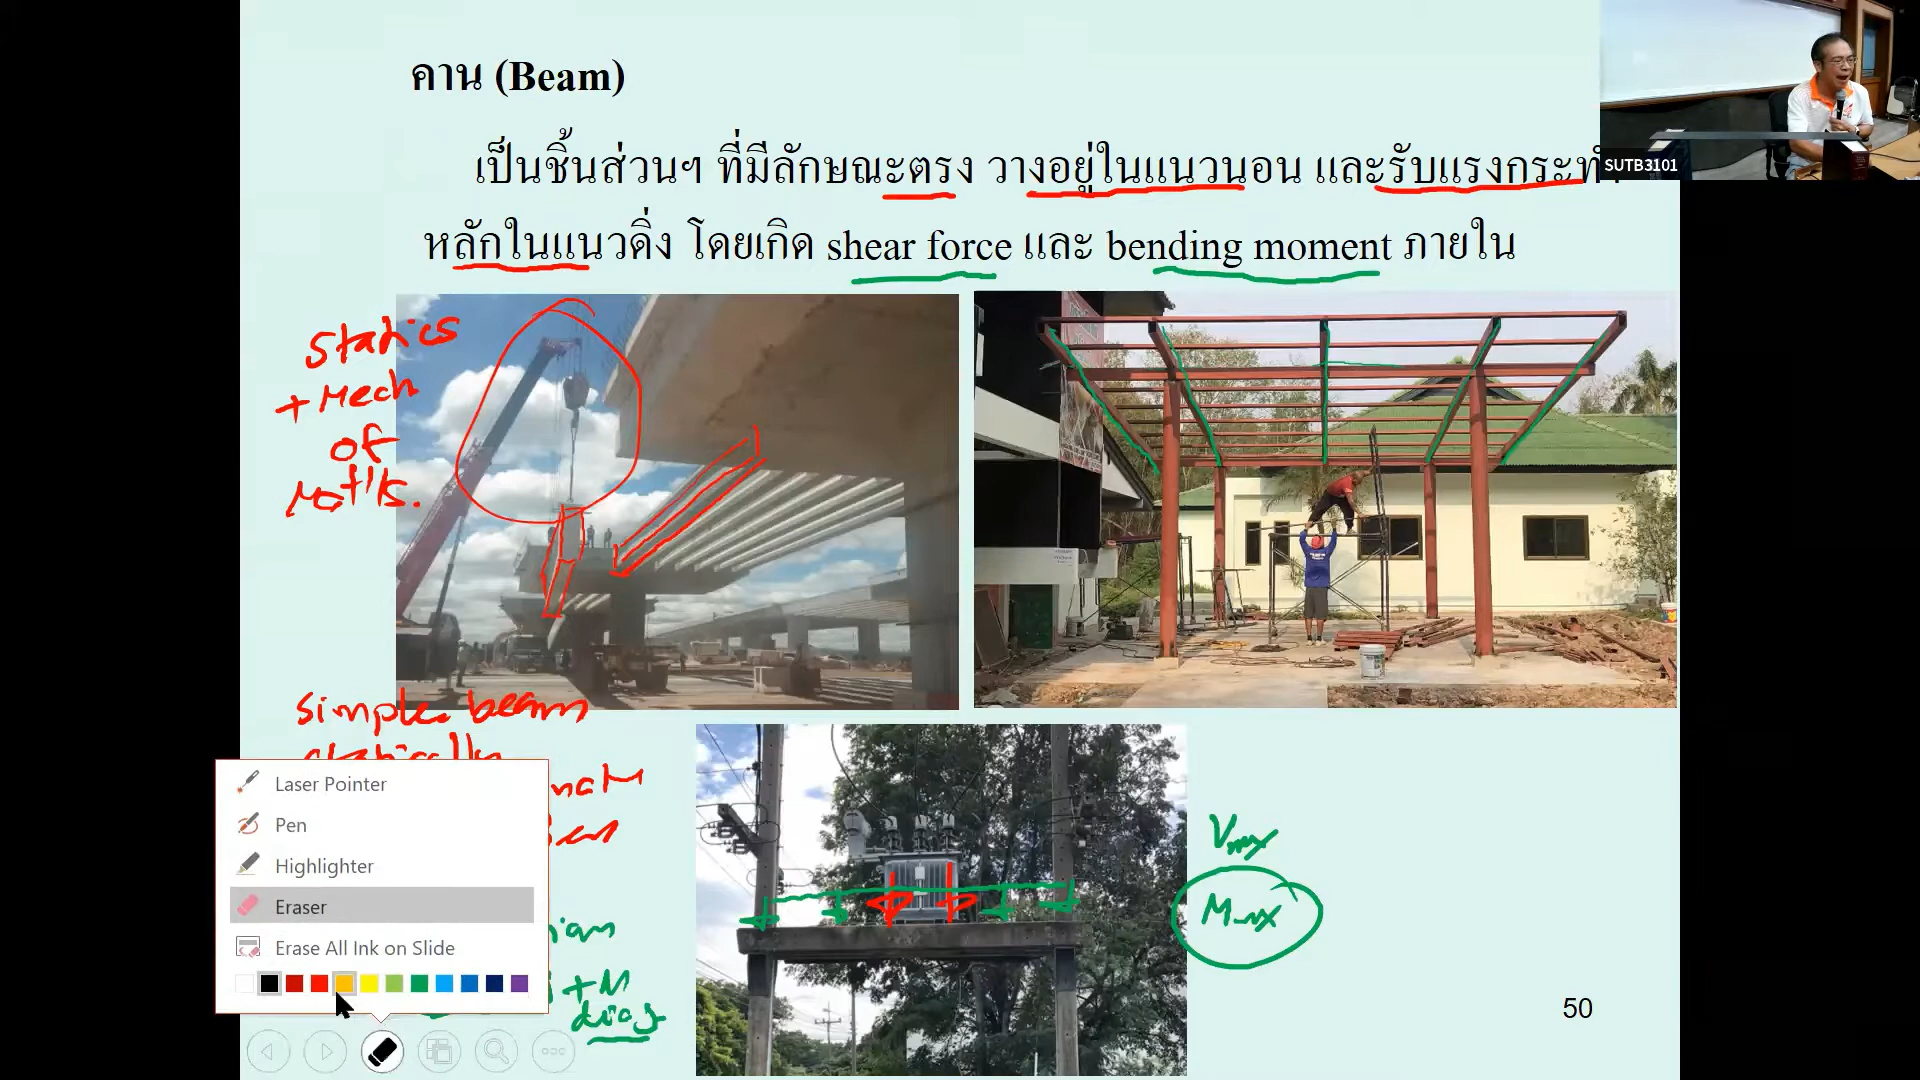 คาน (Beam)
เป็นชิ้นส่วนฯ ที่มีลักษณะตรง วางอยู่ในแนวนอน และรับแรงกระทำ
หลักในแนวดิ่ง โดยเกิด shear force และ bending moment ภายใน
SUTB3101
Statics
+ Mech
of
Mat'ls.
simple beam
statically
Laser Pointer
Pen
Highlighter
Eraser
Erase All Ink on Slide
+ M
diag
Vmax
Mmax
50